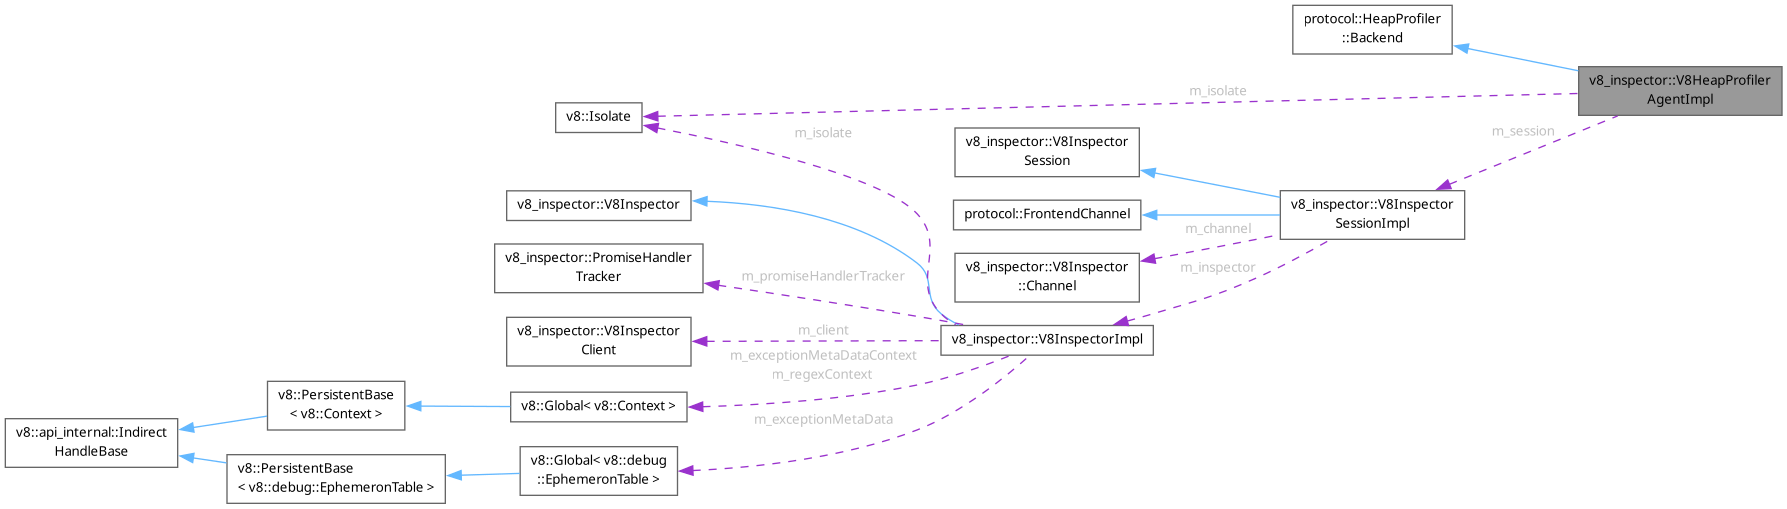 protocol::HeapProfiler
::Backend
v8_inspector::V8HeapProfiler
AgentImpl
m_isolate
v8::Isolate
m_isolate
m_session
v8_inspector::V8Inspector
Session
v8_inspector::V8Inspector
v8_inspector::V8Inspector
SessionImpl
protocol::FrontendChannel
m_channel
v8_inspector::PromiseHandler
Tracker
v8_inspector::V8Inspector
::Channel
m_inspector
m_promiseHandlerTracker
v8_inspector::V8Inspector
Client
m_client
v8_inspector::V8InspectorImpl
m_exceptionMetaDataContext
m_regexContext
v8::PersistentBase
< v8::Context >
v8::Global< v8::Context >
m_exceptionMetaData
v8::api_internal::Indirect
HandleBase
v8::PersistentBase
< v8::debug::EphemeronTable >
v8::Global< v8::debug
::EphemeronTable >